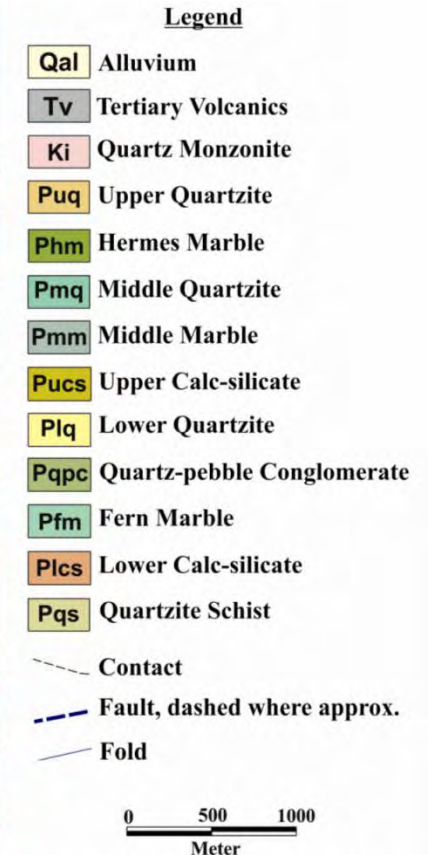 Legend
Qal Alluvium
Tv Tertiary Volcanics
Ki Quartz Monzonite
Puq Upper Quartzite
Phm Hermes Marble
Pmq Middle Quartzite
Pmm Middle Marble
Pucs Upper Calc-silicate
Plq Lower Quartzite
Pqpc Quartz-pebble Conglomerate
Pfm Fern Marble
Plcs Lower Calc-silicate
Pqs Quartzite Schist
Contact
Fault, dashed where approx.
Fold
0 500 1000
Meter